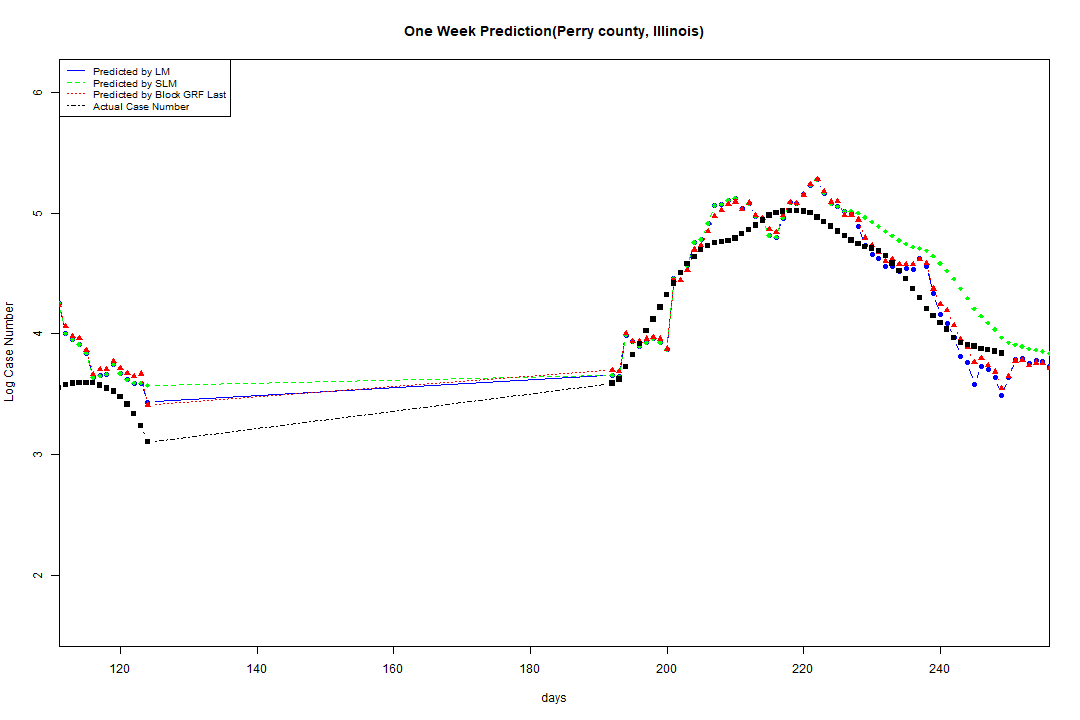 One Week Prediction(Perry county, Illinois)
Predicted by LM
Predicted by SLM
Predicted by Block GRF Last
Actual Case Number
6
5
4
3
2
Log Case Number
120 140 160 180 200 220 240
days